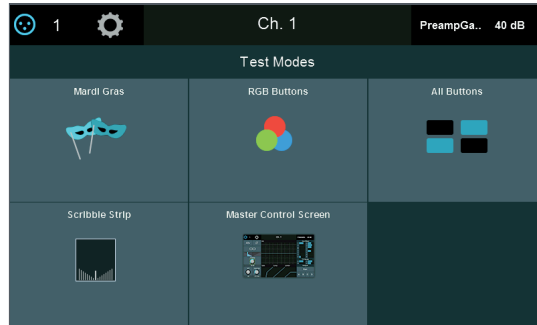 1
Ch. 1
PreampGa.. 40 dB
Test Modes
Mardi Gras
RGB Buttons
All Buttons
Scribble Strip
Master Control Screen